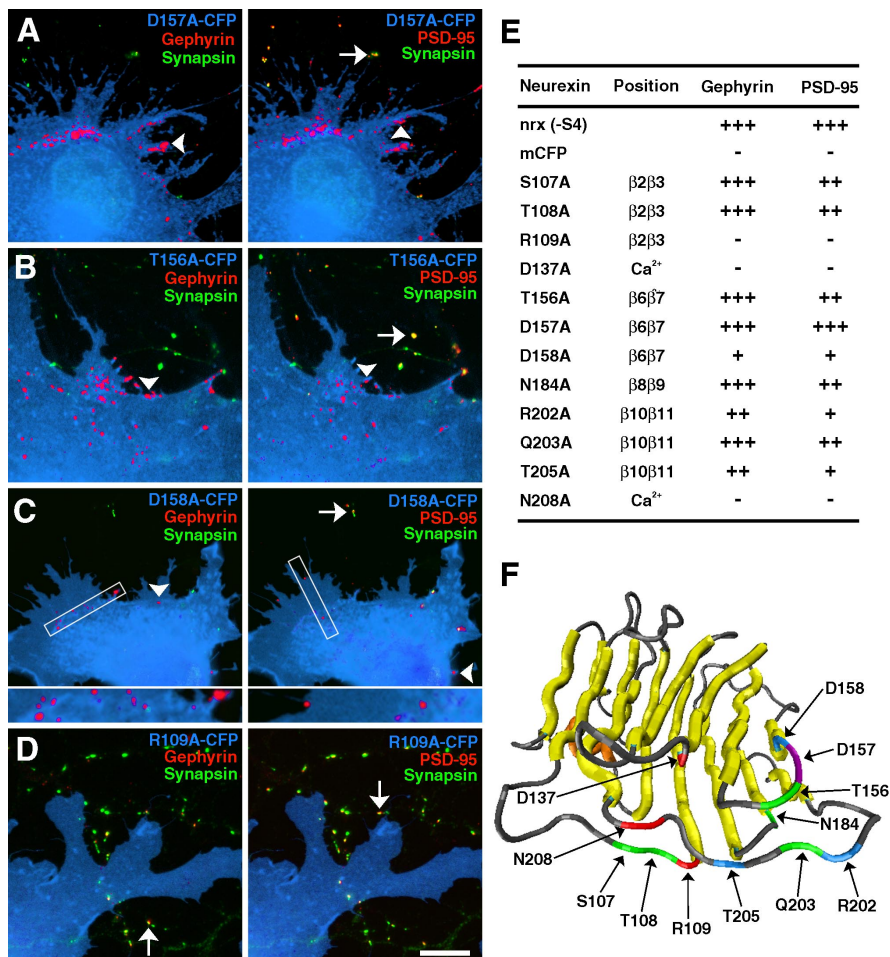 A
D157A-CFP
Gephyrin
Synapsin
D157A-CFP
PSD-95
Synapsin
B
T156A-CFP
Gephyrin
Synapsin
T156A-CFP
PSD-95
Synapsin
C
D158A-CFP
Gephyrin
Synapsin
D158A-CFP
PSD-95
Synapsin
D
R109A-CFP
Gephyrin
Synapsin
R109A-CFP
PSD-95
Synapsin
E
Neurexin Position Gephyrin PSD-95
nrx (-S4) +++ +++
mCFP - -
S107A β2β3 +++ ++
T108A β2β3 +++ ++
R109A β2β3 - -
D137A Ca²⁺ - -
T156A β6β7 +++ ++
D157A β6β7 +++ +++
D158A β6β7 + +
N184A β8β9 +++ ++
R202A β10β11 ++ +
Q203A β10β11 +++ ++
T205A β10β11 ++ +
N208A Ca²⁺ - -
F
D158
D157
T156
D137
N184
N208
S107
T108
R109
T205
Q203
R202